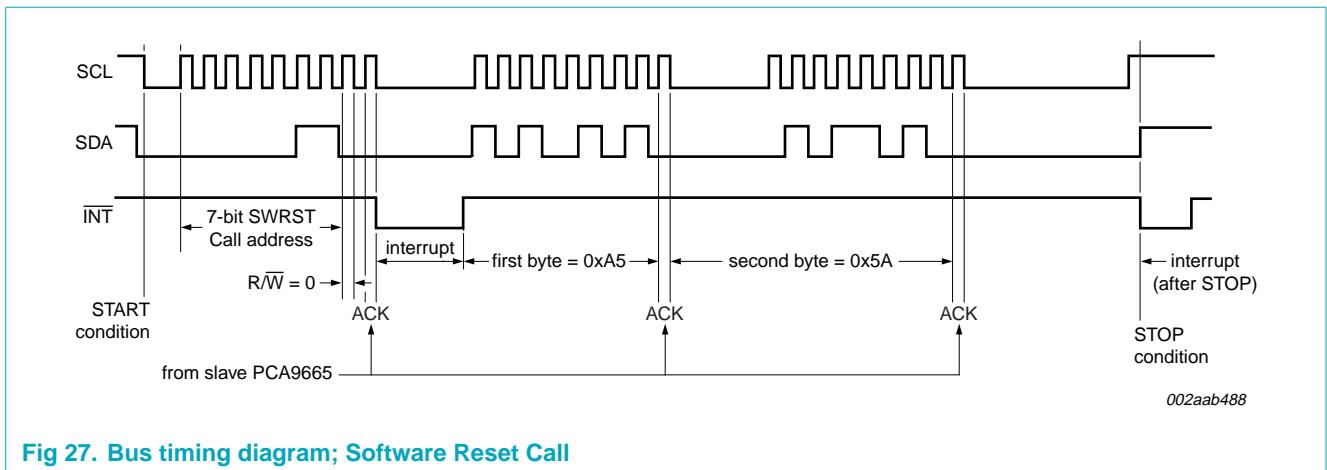 SCL
SDA
INT
7-bit SWRST
Call address
interrupt
first byte = 0xA5
second byte = 0x5A
interrupt
(after STOP)
R/W = 0
START
condition
ACK
ACK
ACK
STOP
condition
from slave PCA9665
002aab488
Fig 27. Bus timing diagram; Software Reset Call